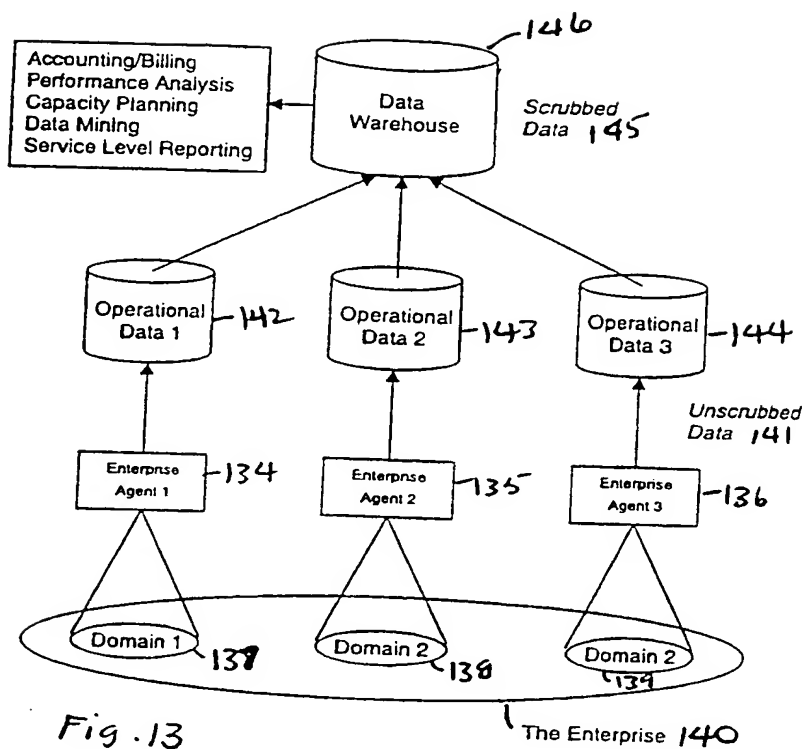 146
Accounting/Billing
Performance Analysis
Capacity Planning
Data Mining
Service Level Reporting
Data
Warehouse
Scrubbed
Data 145
Operational
Data 1
142
Operational
Data 2
143
Operational
Data 3
144
Unscrubbed
Data 141
Enterprise
Agent 1
134
Enterprise
Agent 2
135
Enterprise
Agent 3
136
Domain 1
Domain 2
138
Domain 2
139
Fig. 13
The Enterprise 140